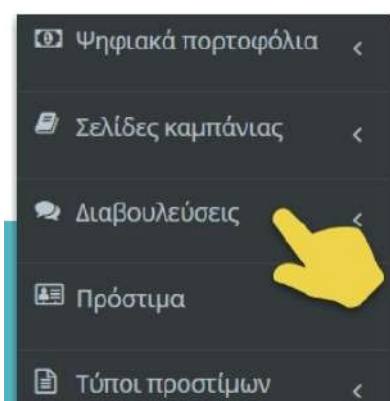 Ψηφιακά πορτοφόλια
Σελίδες καμπάνιας
Διαβουλεύσεις
Πρόστιμα
Τύποι προστίμων